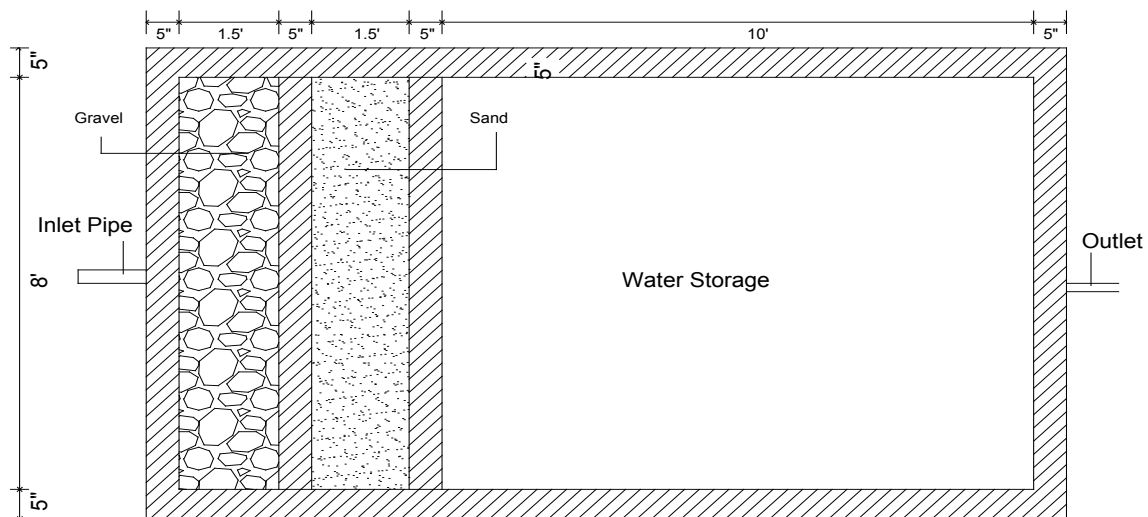 5" 1.5' 5" 1.5' 5" 10' 5"
5"
5"
Gravel
Sand
Inlet Pipe
Outlet
8'
Water Storage
5"